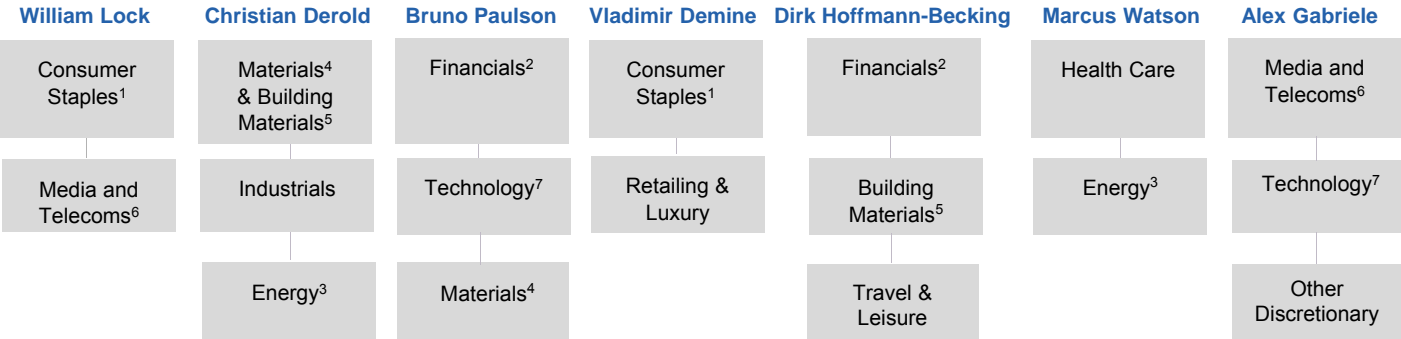 William Lock
Consumer
Staples¹
Media and
Telecoms⁶
Christian Derold
Materials⁴
& Building
Materials⁵
Industrials
Energy³
Bruno Paulson
Financials²
Technology⁷
Materials⁴
Vladimir Demine
Consumer
Staples¹
Retailing &
Luxury
Dirk Hoffmann-Becking
Financials²
Building
Materials⁵
Travel &
Leisure
Marcus Watson
Health Care
Energy³
Alex Gabriele
Media and
Telecoms⁶
Technology⁷
Other
Discretionary